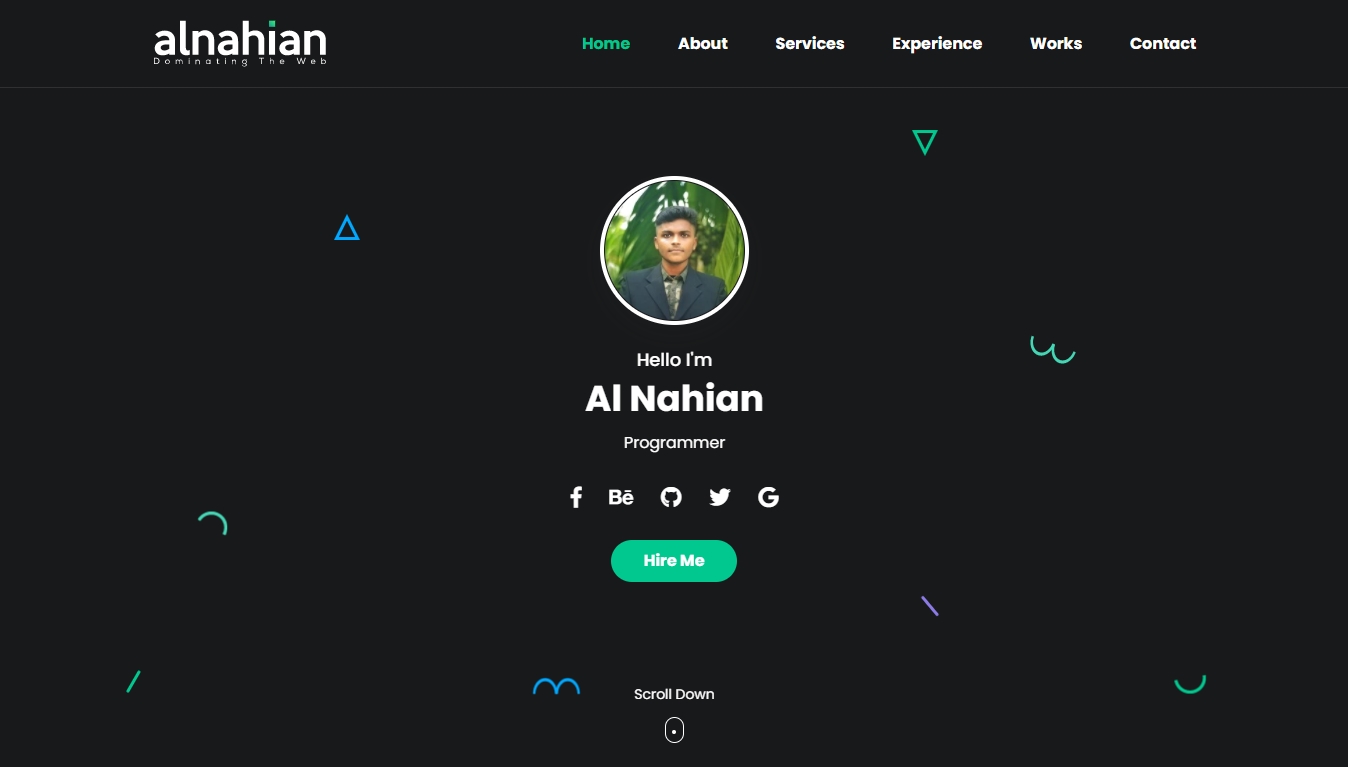 alnahian
Dominating The Web
Home About Services Experience Works Contact
Hello I'm
Al Nahian
Programmer
Hire Me
Scroll Down